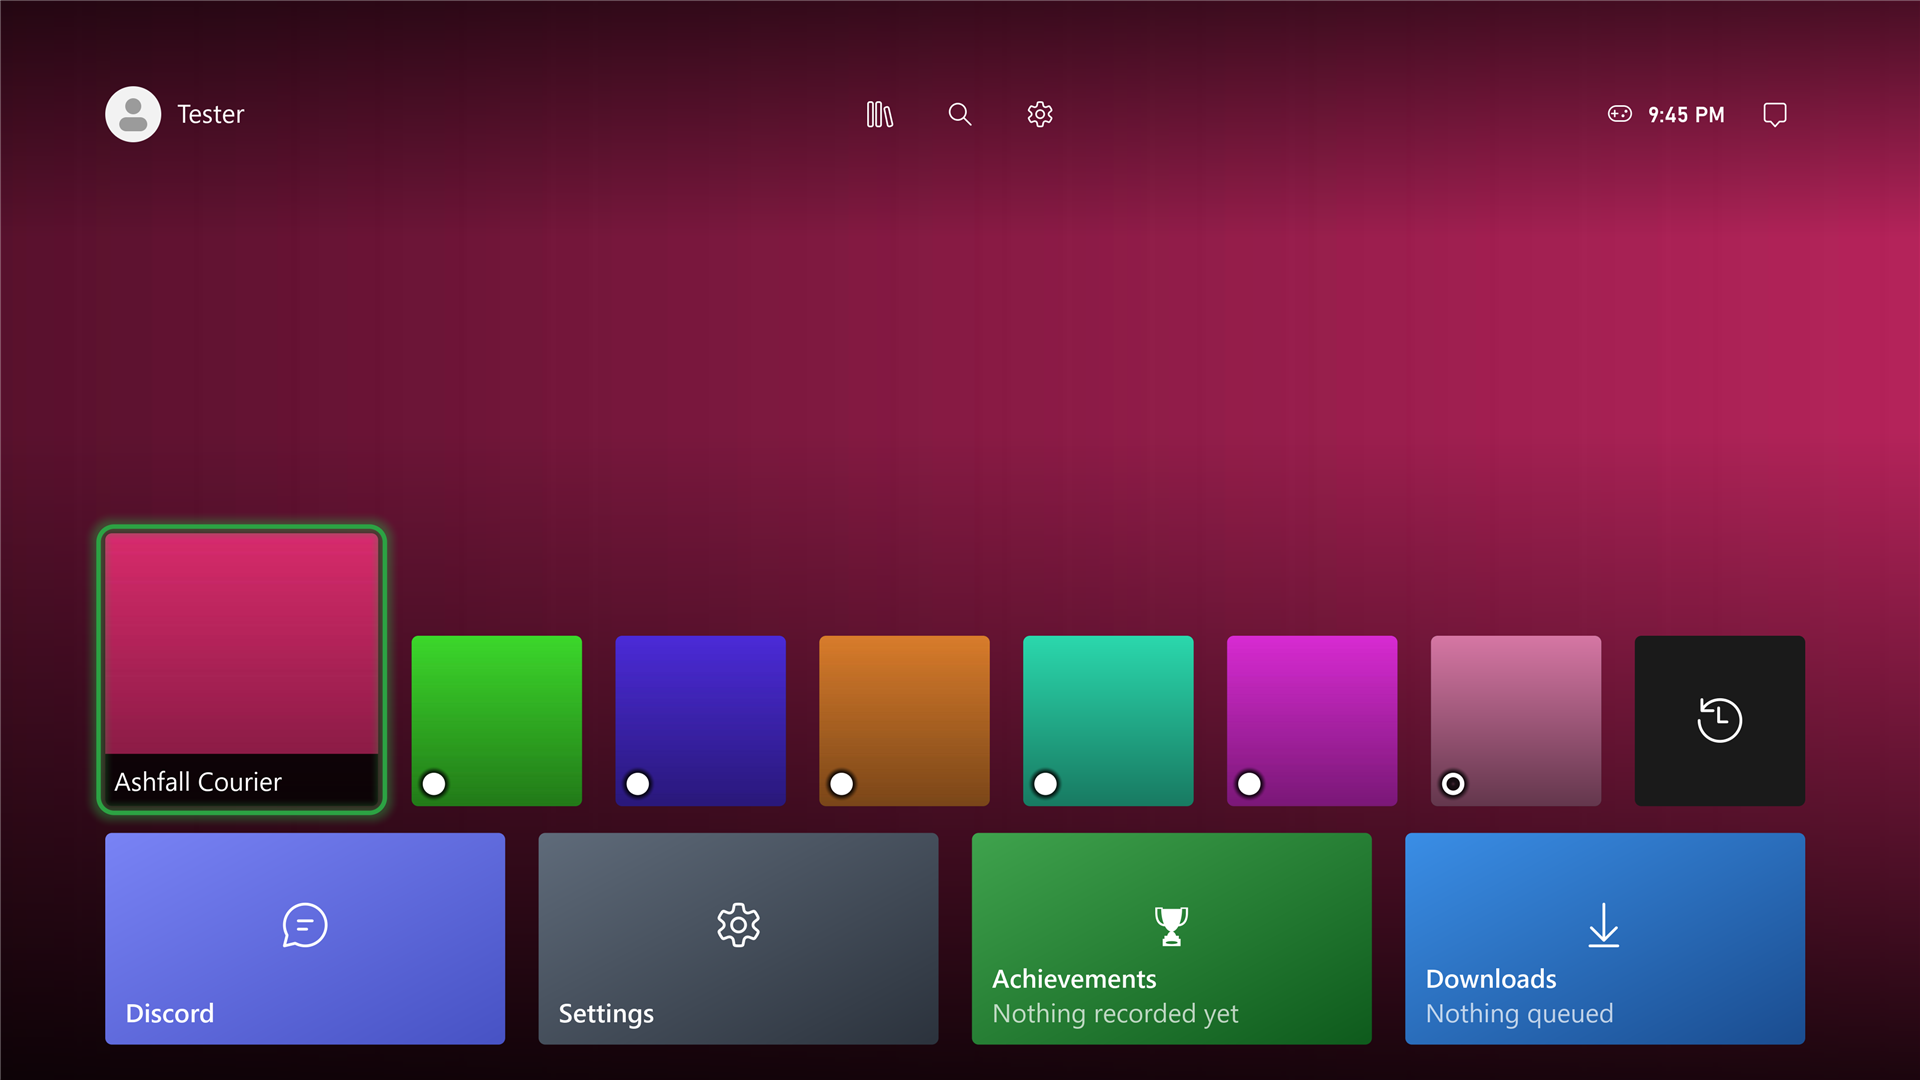 Tester
9:45 PM
Ashfall Courier
Discord
Settings
Achievements
Nothing recorded yet
Downloads
Nothing queued